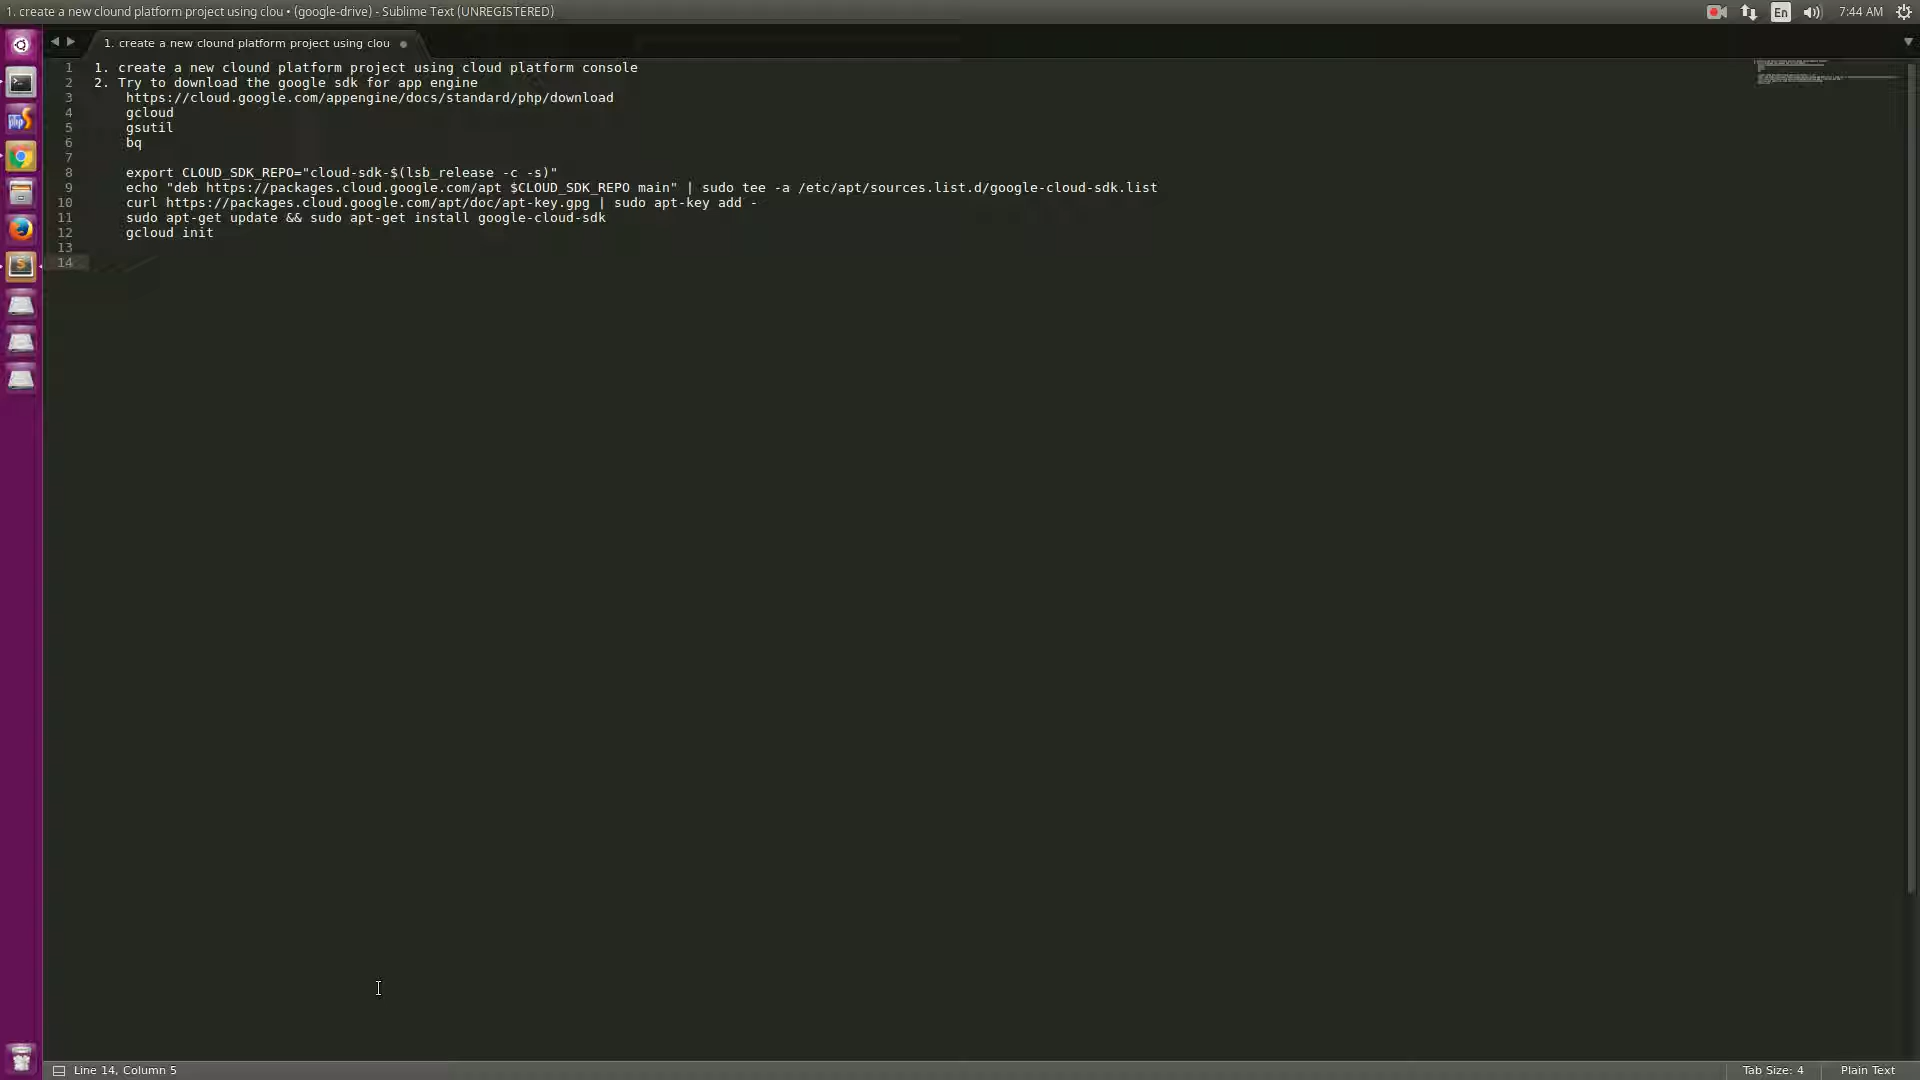 1. create a new clound platform project using clou • (google-drive) - Sublime Text (UNREGISTERED)
En
7:44 AM
1. create a new clound platform project using clou
1 1. create a new clound platform project using cloud platform console
2 2. Try to download the google sdk for app engine
3 https://cloud.google.com/appengine/docs/standard/php/download
4 gcloud
5 gsutil
6 bq
7
8 export CLOUD_SDK_REPO="cloud-sdk-$(lsb_release -c -s)"
9 echo "deb https://packages.cloud.google.com/apt $CLOUD_SDK_REPO main" | sudo tee -a /etc/apt/sources.list.d/google-cloud-sdk.list
10 curl https://packages.cloud.google.com/apt/doc/apt-key.gpg | sudo apt-key add -
11 sudo apt-get update && sudo apt-get install google-cloud-sdk
12 gcloud init
13
14
Line 14, Column 5
Tab Size: 4
Plain Text